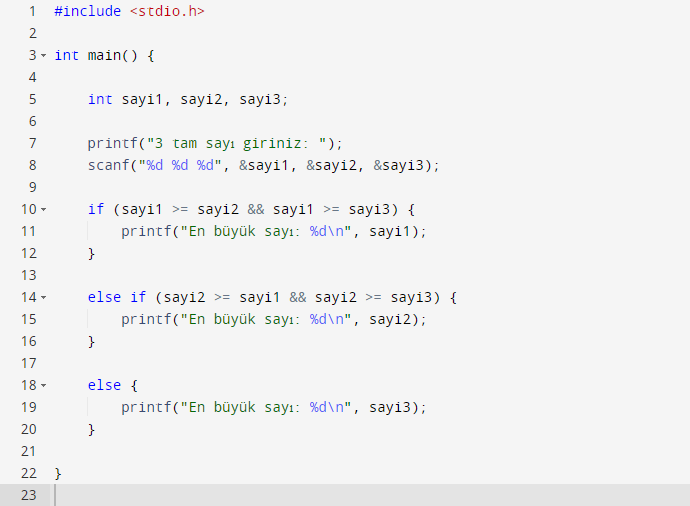 1 #include <stdio.h>
2
3 int main() {
4
5 int sayi1, sayi2, sayi3;
6
7 printf("3 tam sayı giriniz: ");
8 scanf("%d %d %d", &sayi1, &sayi2, &sayi3);
9
10 if (sayi1 >= sayi2 && sayi1 >= sayi3) {
11 printf("En büyük sayı: %d\n", sayi1);
12 }
13
14 else if (sayi2 >= sayi1 && sayi2 >= sayi3) {
15 printf("En büyük sayı: %d\n", sayi2);
16 }
17
18 else {
19 printf("En büyük sayı: %d\n", sayi3);
20 }
21
22 }
23